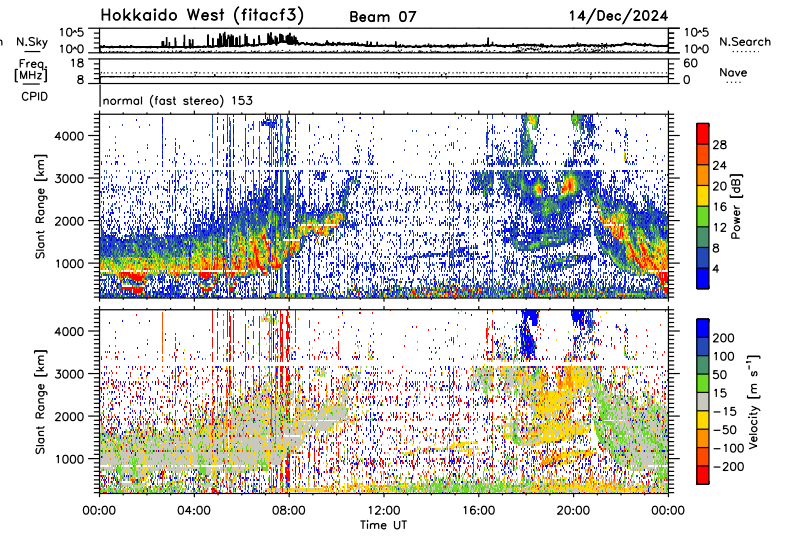 Hokkaido West (fitacf3) Beam 07 14/Dec/2024
N.Sky 10^5 10^5 N.Search
10^0 10^0
Freq. 18 60 Nave
[MHz] 8 0
CPID normal (fast stereo) 153
Slant Range [km]
4000
3000
2000
1000
28
24
20
16
12
8
4
Power [dB]
Slant Range [km]
4000
3000
2000
1000
200
100
50
15
-15
-50
-100
-200
Velocity [m s⁻¹]
00:00 04:00 08:00 12:00 16:00 20:00 00:00
Time UT